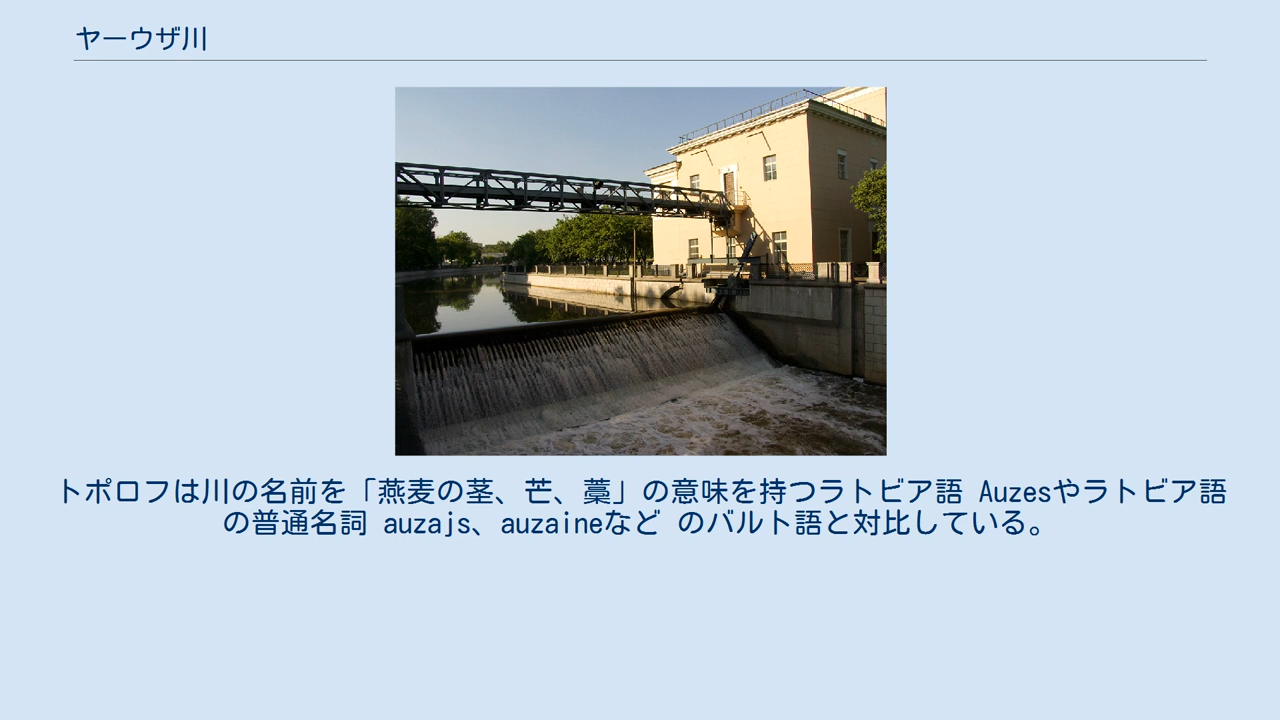 ヤーウザ川
トポロフは川の名前を「燕麦の茎、芒、藁」の意味を持つラトビア語 Auzesやラトビア語
の普通名詞 auzajs、auzaineなど のバルト語と対比している。